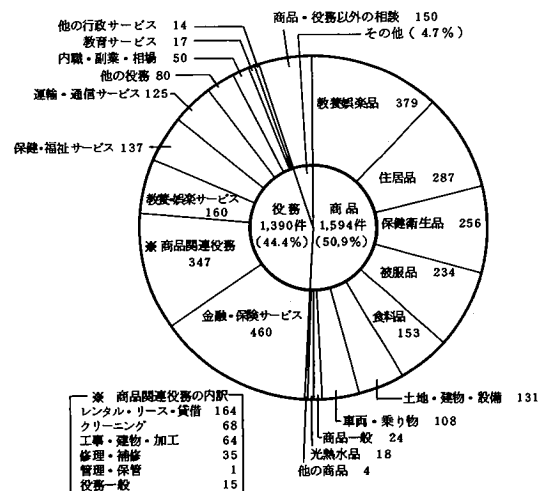 商品・役務以外の相談 150
その他 (4.7%)
他の行政サービス 14
教育サービス 17
内職・副業・相場 50
他の役務 80
運輸・通信サービス 125
保健・福祉サービス 137
教養・娯楽サービス
160
※ 商品関連役務
347
金融・保険サービス
460
役務
1,390件
(44.4%)
商品
1,594件
(50.9%)
教養娯楽品 379
住居品 287
保健衛生品 256
被服品 234
食料品
153
土地・建物・設備 131
車両・乗り物 108
商品一般 24
光熱水品 18
他の商品 4
※ 商品関連役務の内訳
レンタル・リース・貸借 164
クリーニング 68
工事・建物・加工 64
修理・補修 35
管理・保管 1
役務一般 15